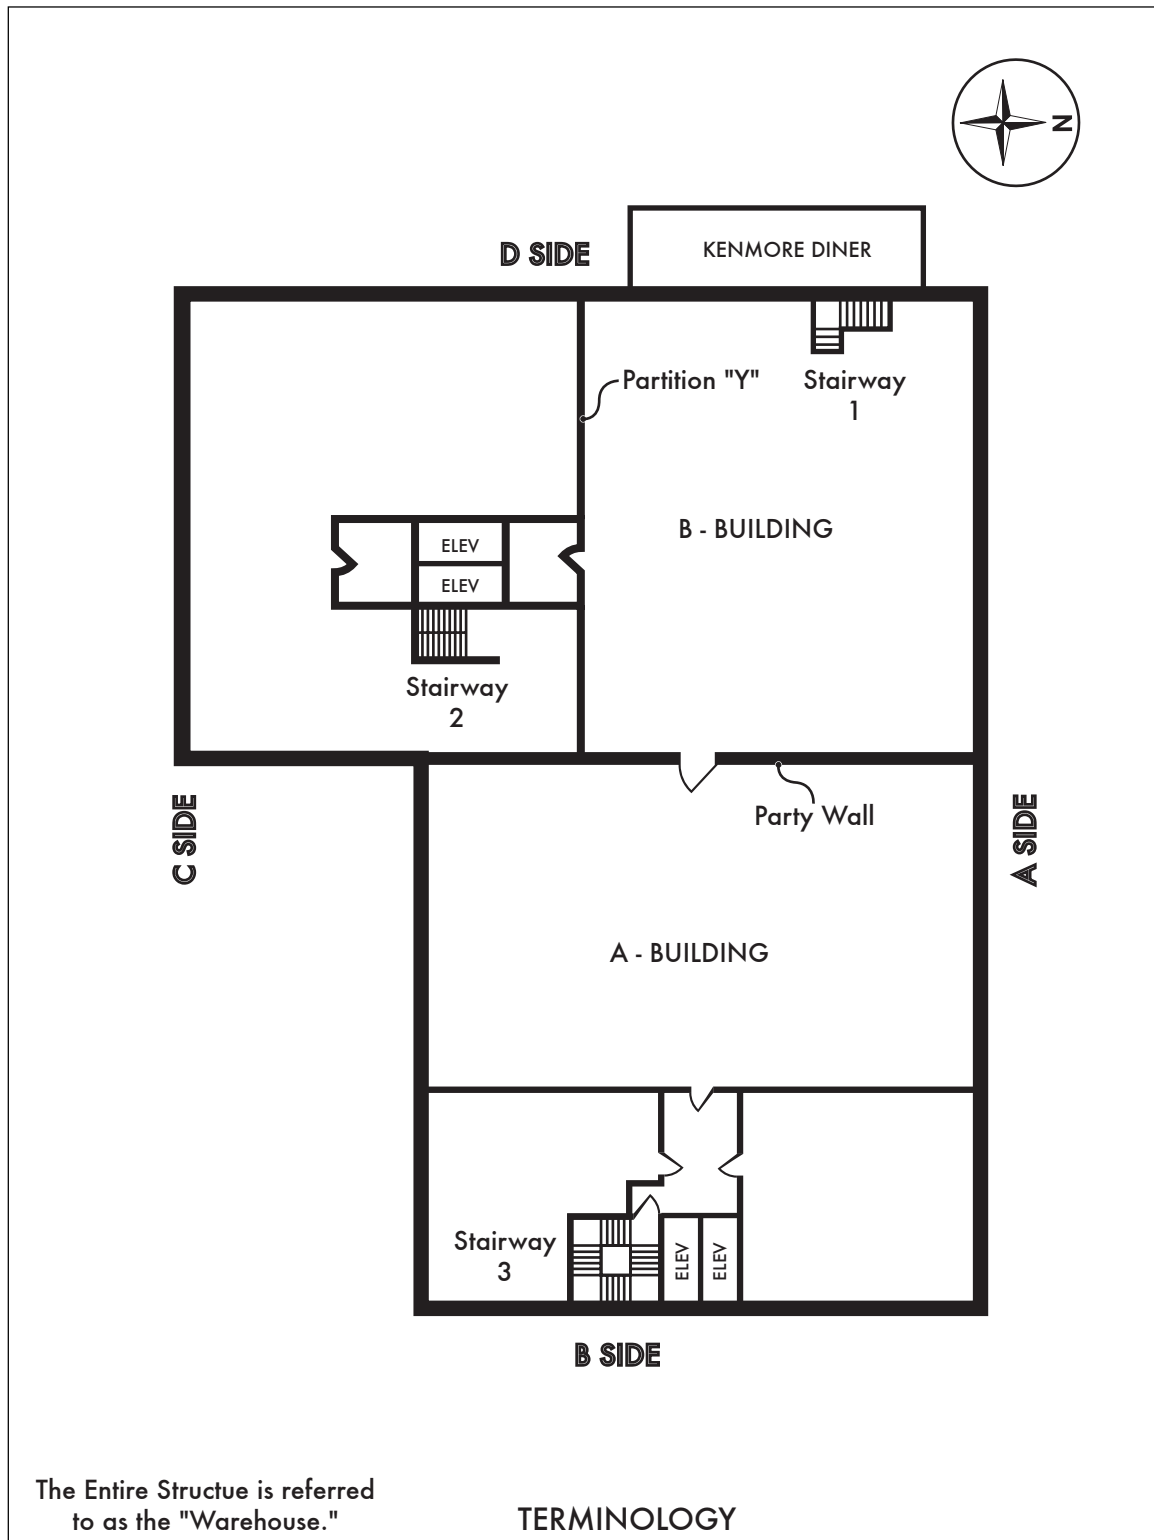 N
D SIDE
KENMORE DINER
Partition "Y"
Stairway
1
B - BUILDING
ELEV
ELEV
Stairway
2
Party Wall
C SIDE
A SIDE
A - BUILDING
Stairway
3
ELEV
ELEV
B SIDE
The Entire Structue is referred
to as the "Warehouse."
TERMINOLOGY